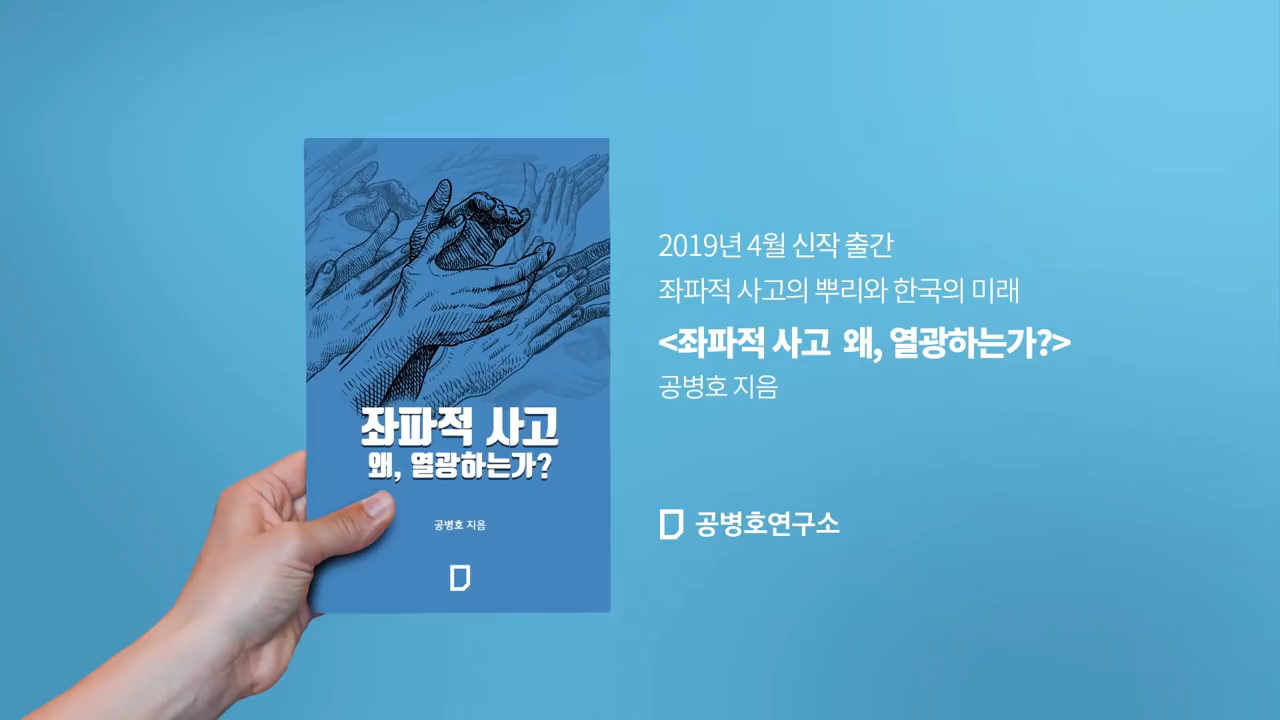 좌파적 사고
왜, 열광하는가?
공병호 지음
2019년 4월 신작 출간
좌파적 사고의 뿌리와 한국의 미래
<좌파적 사고 왜, 열광하는가?>
공병호 지음
공병호연구소